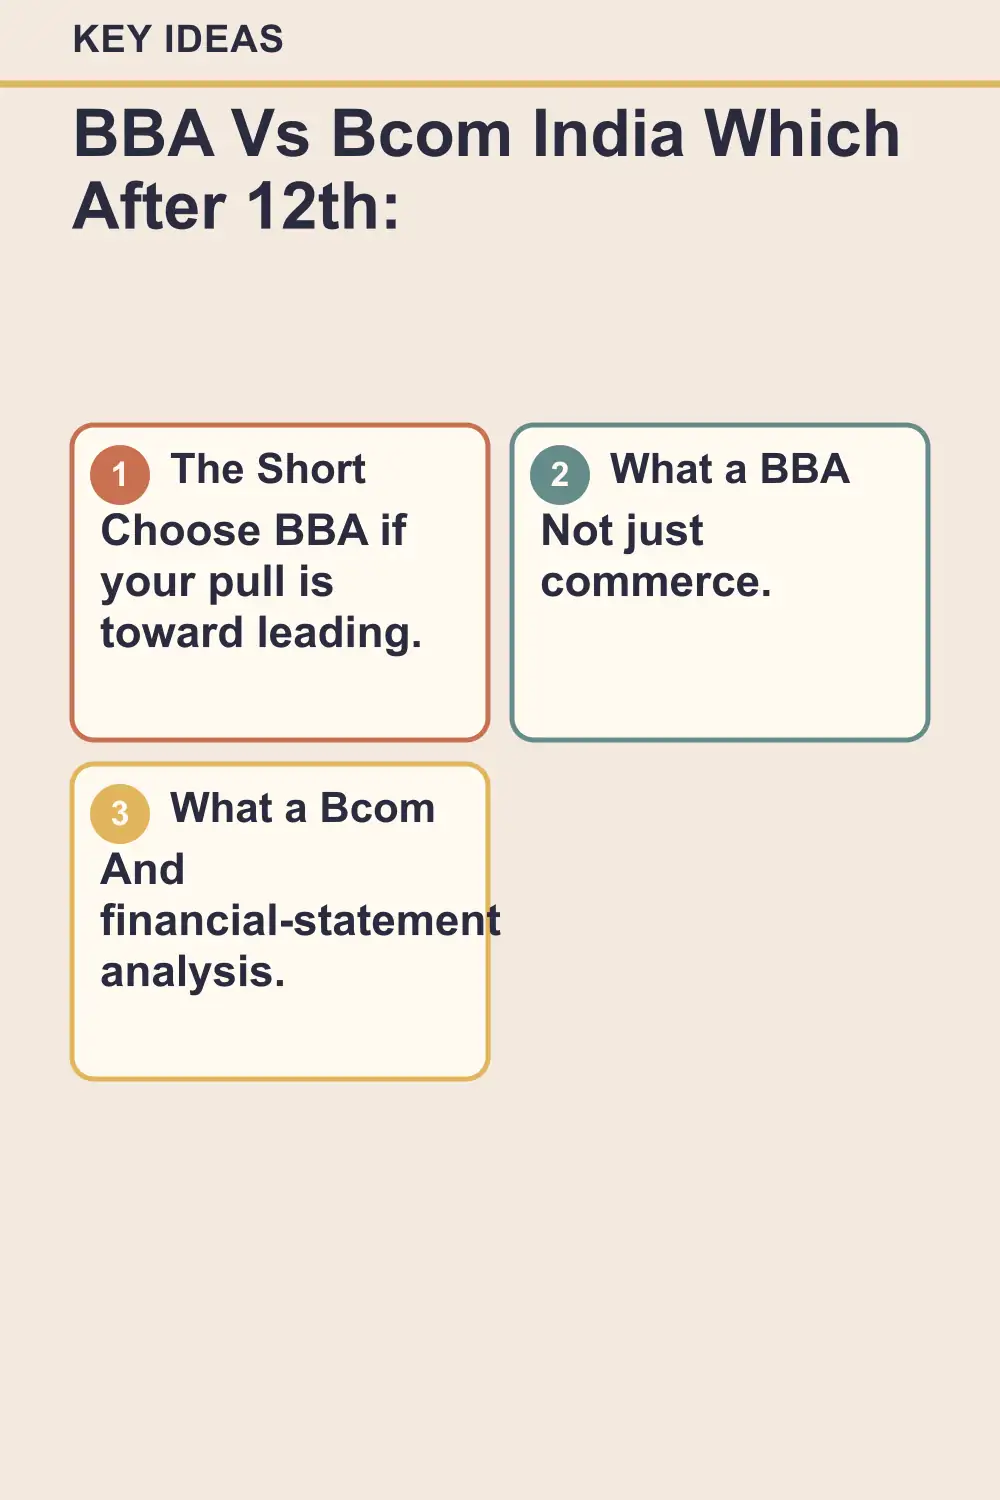 KEY IDEAS
BBA Vs Bcom India Which
After 12th:
1 The Short
Choose BBA if
your pull is
toward leading.
2 What a BBA
Not just
commerce.
3 What a Bcom
And
financial-statement
analysis.